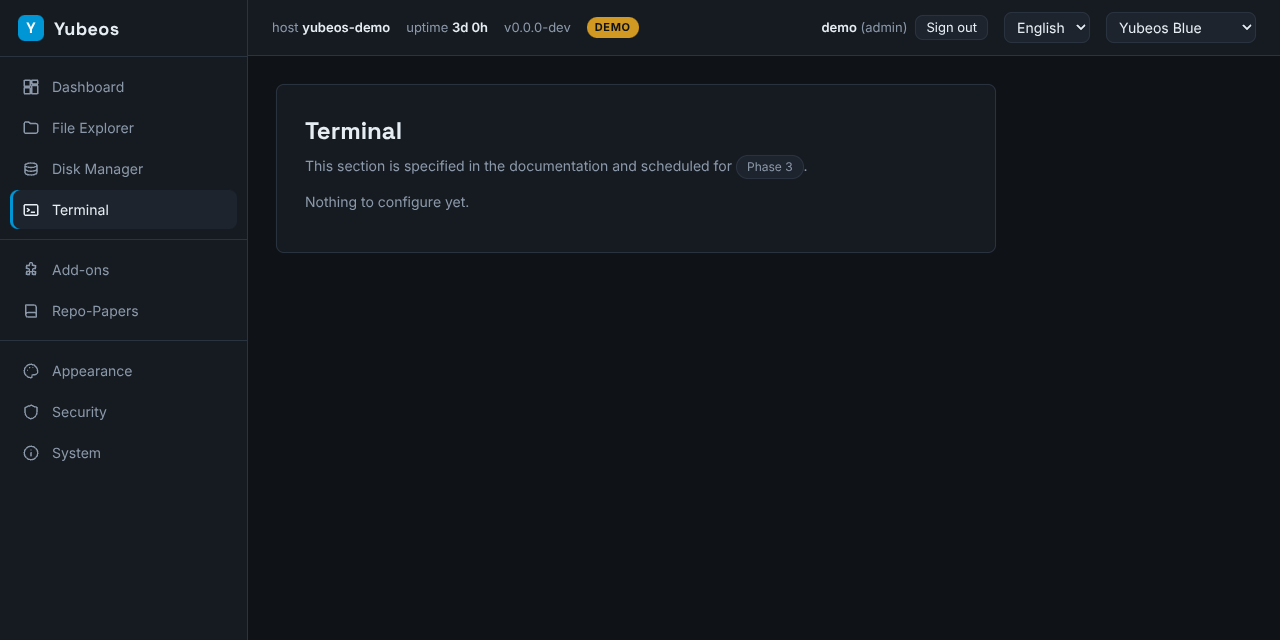 Y Yubeos
host yubeos-demo uptime 3d 0h v0.0.0-dev DEMO demo (admin) Sign out English Yubeos Blue
Dashboard
File Explorer
Disk Manager
Terminal
Add-ons
Repo-Papers
Appearance
Security
System
Terminal
This section is specified in the documentation and scheduled for Phase 3.
Nothing to configure yet.